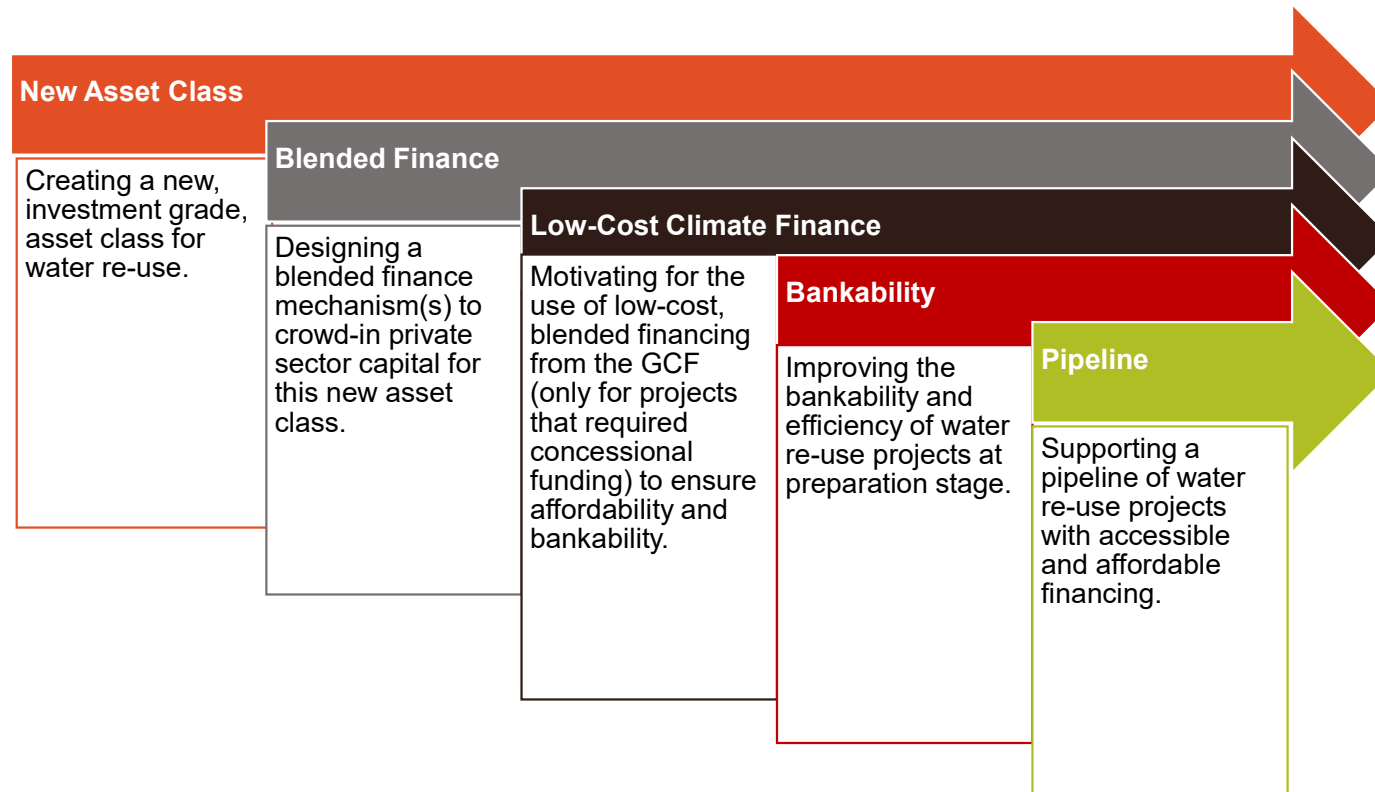 New Asset Class
Creating a new,
investment grade,
asset class for
water re-use.
Blended Finance
Designing a
blended finance
mechanism(s) to
crowd-in private
sector capital for
this new asset
class.
Low-Cost Climate Finance
Motivating for the
use of low-cost,
blended financing
from the GCF
(only for projects
that required
concessional
funding) to ensure
affordability and
bankability.
Bankability
Improving the
bankability and
efficiency of water
re-use projects at
preparation stage.
Pipeline
Supporting a
pipeline of water
re-use projects
with accessible
and affordable
financing.